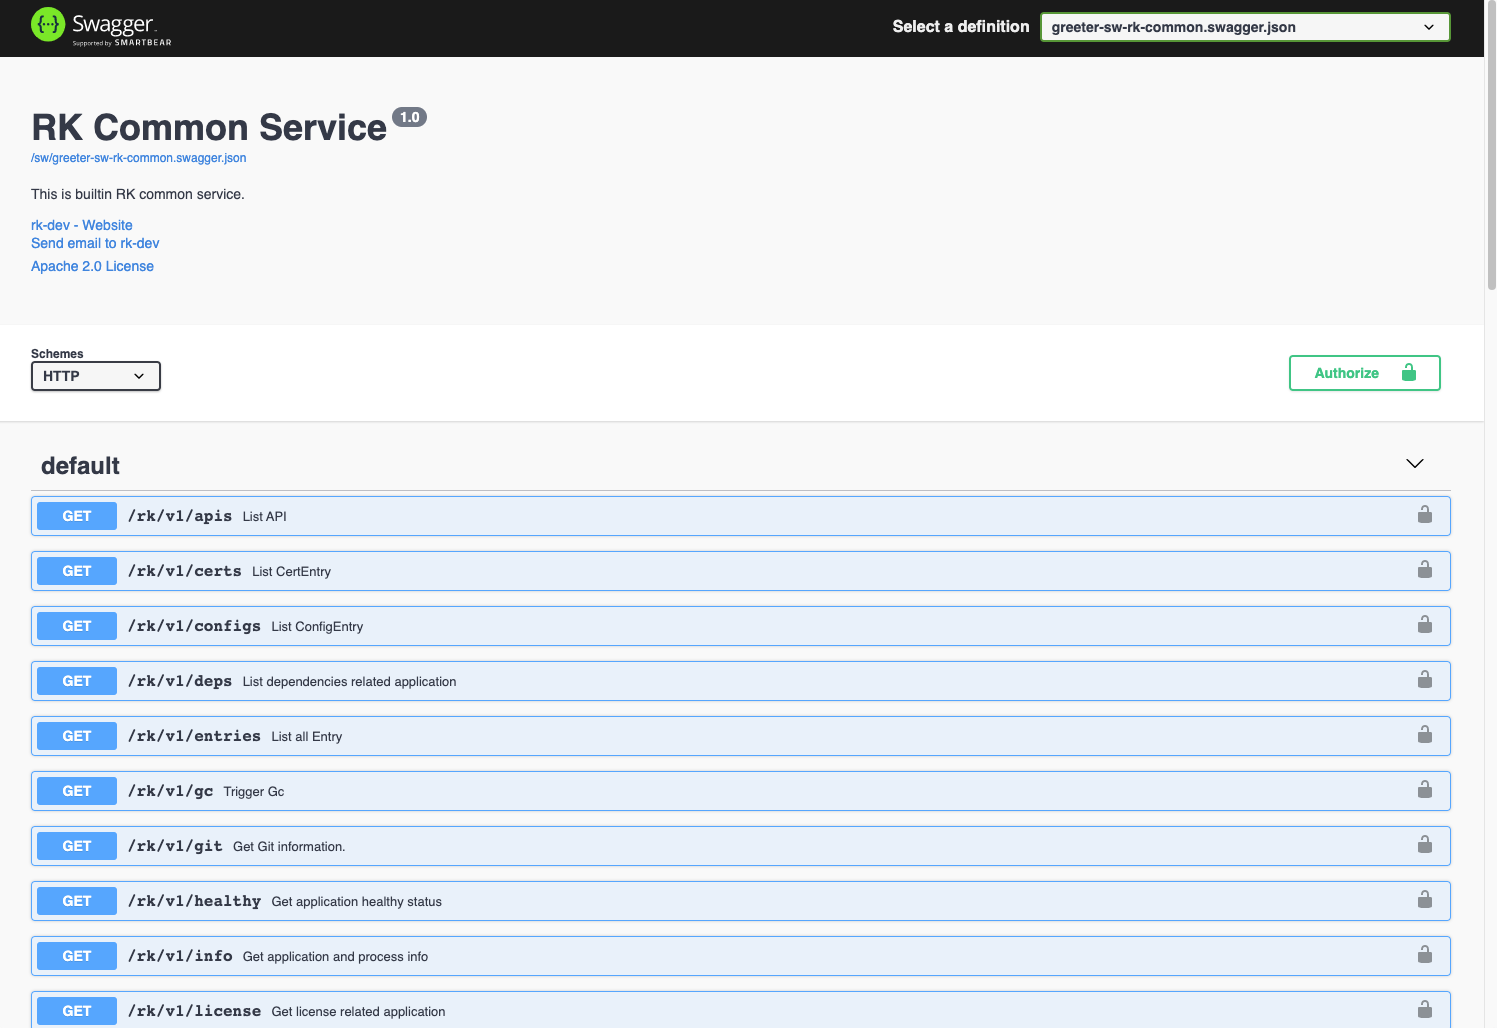 Swagger
Supported by SMARTBEAR
Select a definition
greeter-sw-rk-common.swagger.json
RK Common Service 1.0
/sw/greeter-sw-rk-common.swagger.json
This is builtin RK common service.
rk-dev - Website
Send email to rk-dev
Apache 2.0 License
Schemes
HTTP
Authorize
default
GET /rk/v1/apis List API
GET /rk/v1/certs List CertEntry
GET /rk/v1/configs List ConfigEntry
GET /rk/v1/deps List dependencies related application
GET /rk/v1/entries List all Entry
GET /rk/v1/gc Trigger Gc
GET /rk/v1/git Get Git information.
GET /rk/v1/healthy Get application healthy status
GET /rk/v1/info Get application and process info
GET /rk/v1/license Get license related application